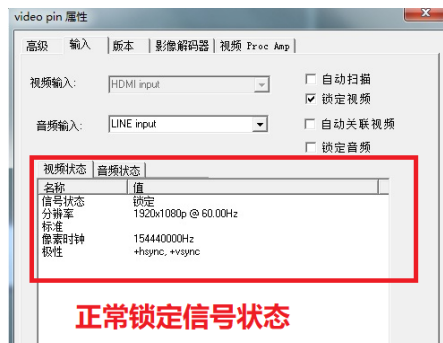 video pin 属性
高级 输入 版本 影像解码器 视频 Proc Amp
视频输入: HDMI input 自动扫描
锁定视频
音频输入: LINE input 自动关联视频
锁定音频
视频状态 音频状态
名称 值
信号状态 锁定
分辨率 1920x1080p @ 60.00Hz
标准
像素时钟 154440000Hz
极性 +hsync, +vsync
正常锁定信号状态